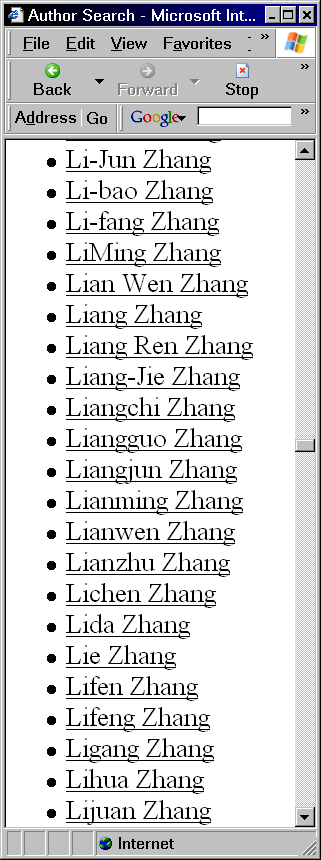 Author Search - Microsoft Int...
File Edit View Favorites »
Back Forward Stop »
Address Go Google »
Li-Jun Zhang
Li-bao Zhang
Li-fang Zhang
LiMing Zhang
Lian Wen Zhang
Liang Zhang
Liang Ren Zhang
Liang-Jie Zhang
Liangchi Zhang
Liangguo Zhang
Liangjun Zhang
Lianming Zhang
Lianwen Zhang
Lianzhu Zhang
Lichen Zhang
Lida Zhang
Lie Zhang
Lifen Zhang
Lifeng Zhang
Ligang Zhang
Lihua Zhang
Lijuan Zhang
Internet